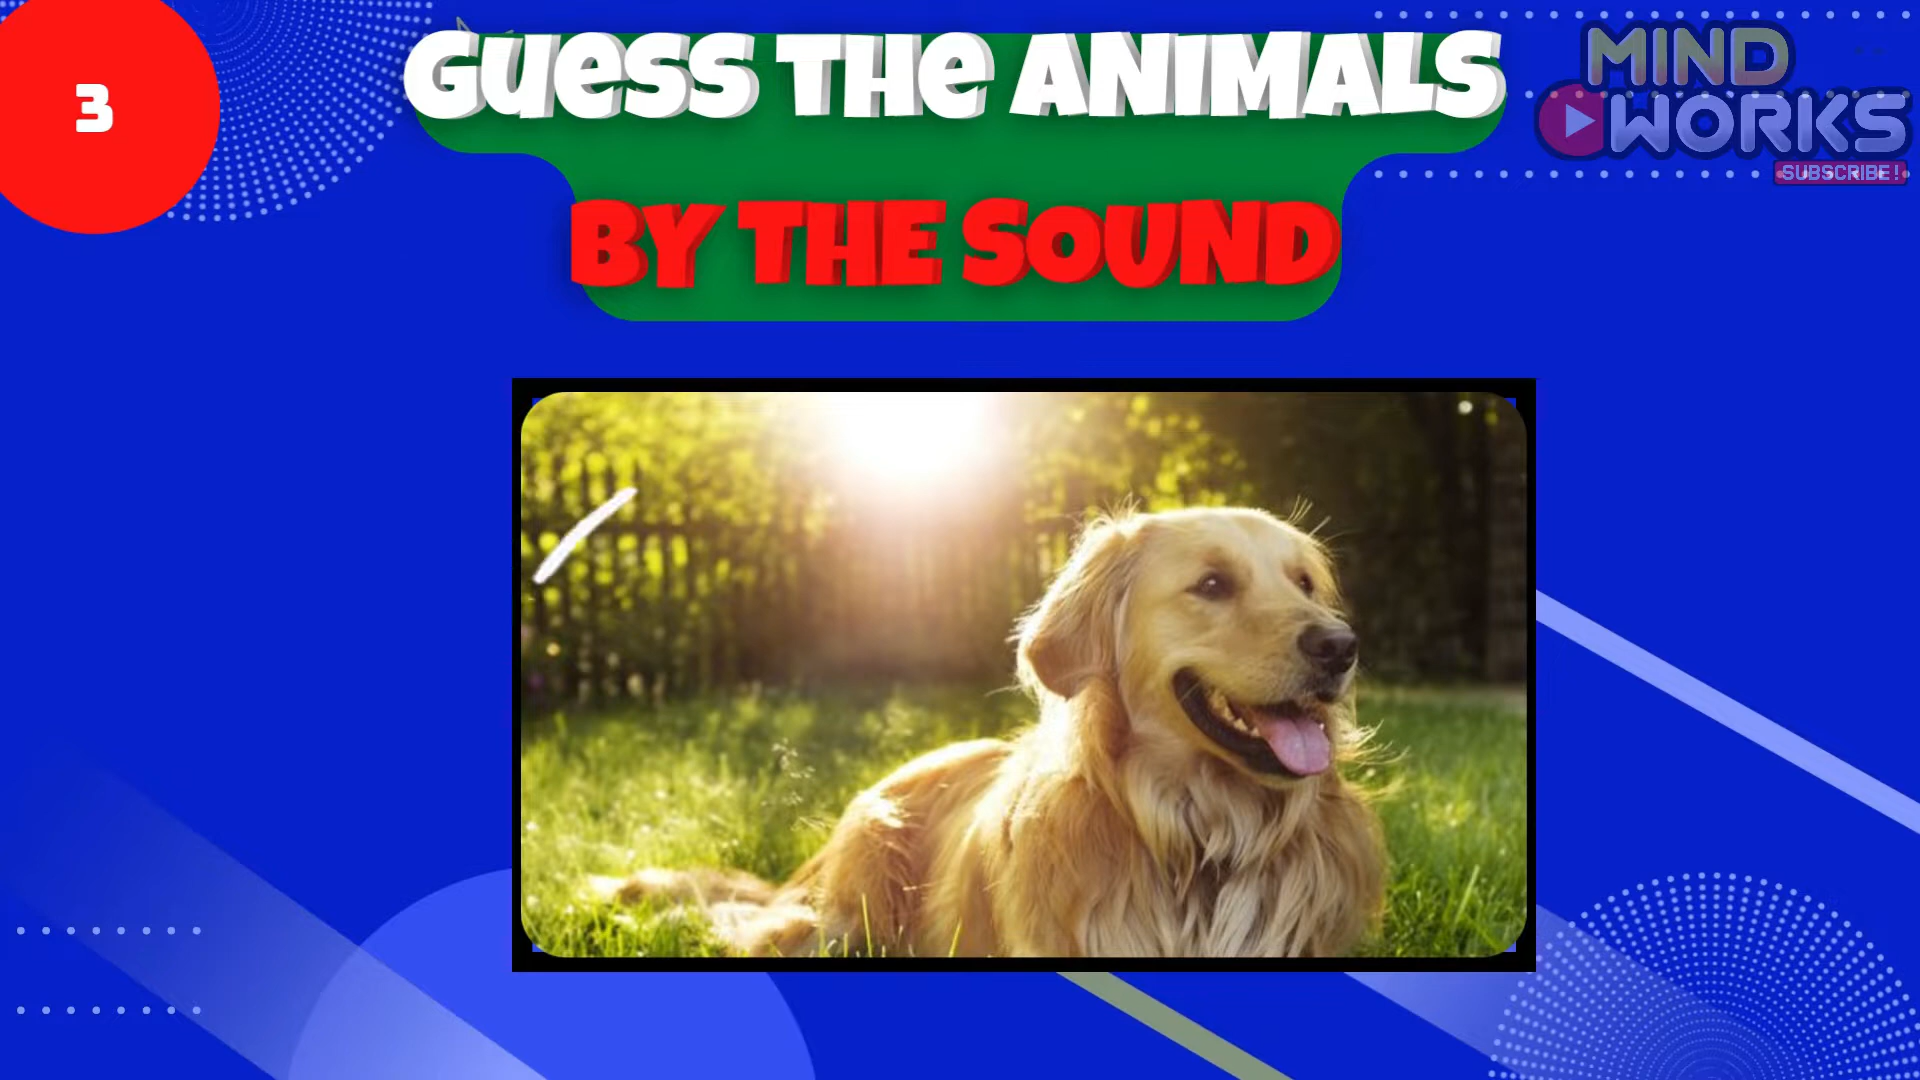 3
GUESS THE ANIMALS
BY THE SOUND
MIND
WORKS
SUBSCRIBE!